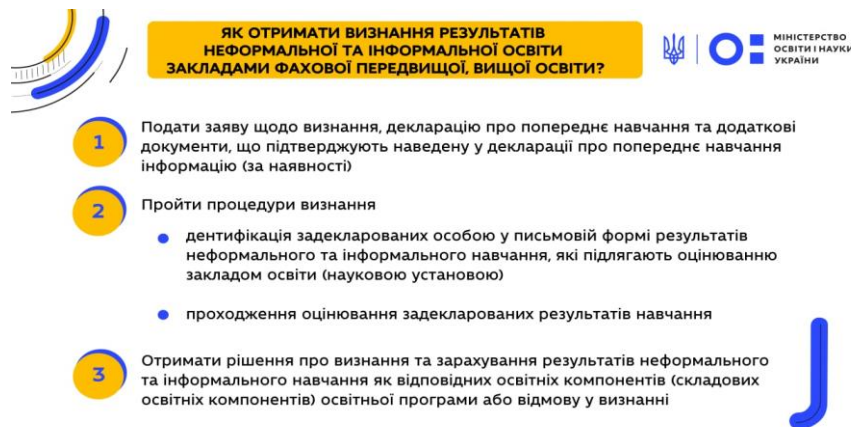 ЯК ОТРИМАТИ ВИЗНАННЯ РЕЗУЛЬТАТІВ
НЕФОРМАЛЬНОЇ ТА ІНФОРМАЛЬНОЇ ОСВІТИ
ЗАКЛАДАМИ ФАХОВОЇ ПЕРЕДВИЩОЇ, ВИЩОЇ ОСВІТИ?
МІНІСТЕРСТВО
ОСВІТИ І НАУКИ
УКРАЇНИ
1
Подати заяву щодо визнання, декларацію про попереднє навчання та додаткові
документи, що підтверджують наведену у декларації про попереднє навчання
інформацію (за наявності)
2
Пройти процедури визнання
дентифікація задекларованих особою у письмовій формі результатів
неформального та інформального навчання, які підлягають оцінюванню
закладом освіти (науковою установою)
проходження оцінювання задекларованих результатів навчання
3
Отримати рішення про визнання та зарахування результатів неформального
та інформального навчання як відповідних освітніх компонентів (складових
освітніх компонентів) освітньої програми або відмову у визнанні